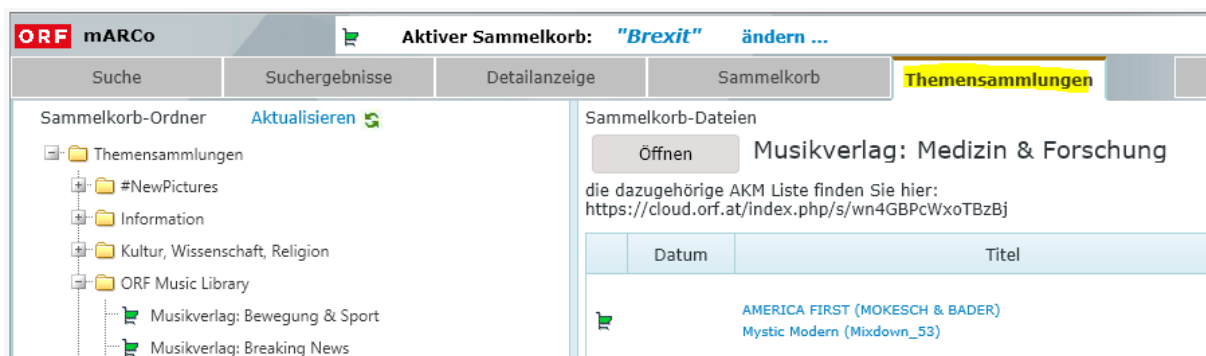 ORF mARCo Aktiver Sammelkorb: "Brexit" ändern ...
Suche Suchergebnisse Detailanzeige Sammelkorb Themensammlungen
Sammelkorb-Ordner Aktualisieren
Themensammlungen
#NewPictures
Information
Kultur, Wissenschaft, Religion
ORF Music Library
Musikverlag: Bewegung & Sport
Musikverlag: Breaking News
Sammelkorb-Dateien
Öffnen Musikverlag: Medizin & Forschung
die dazugehörige AKM Liste finden Sie hier:
https://cloud.orf.at/index.php/s/wn4GBPcWxoTBzBj
Datum Titel
AMERICA FIRST (MOKESCH & BADER)
Mystic Modern (Mixdown_53)